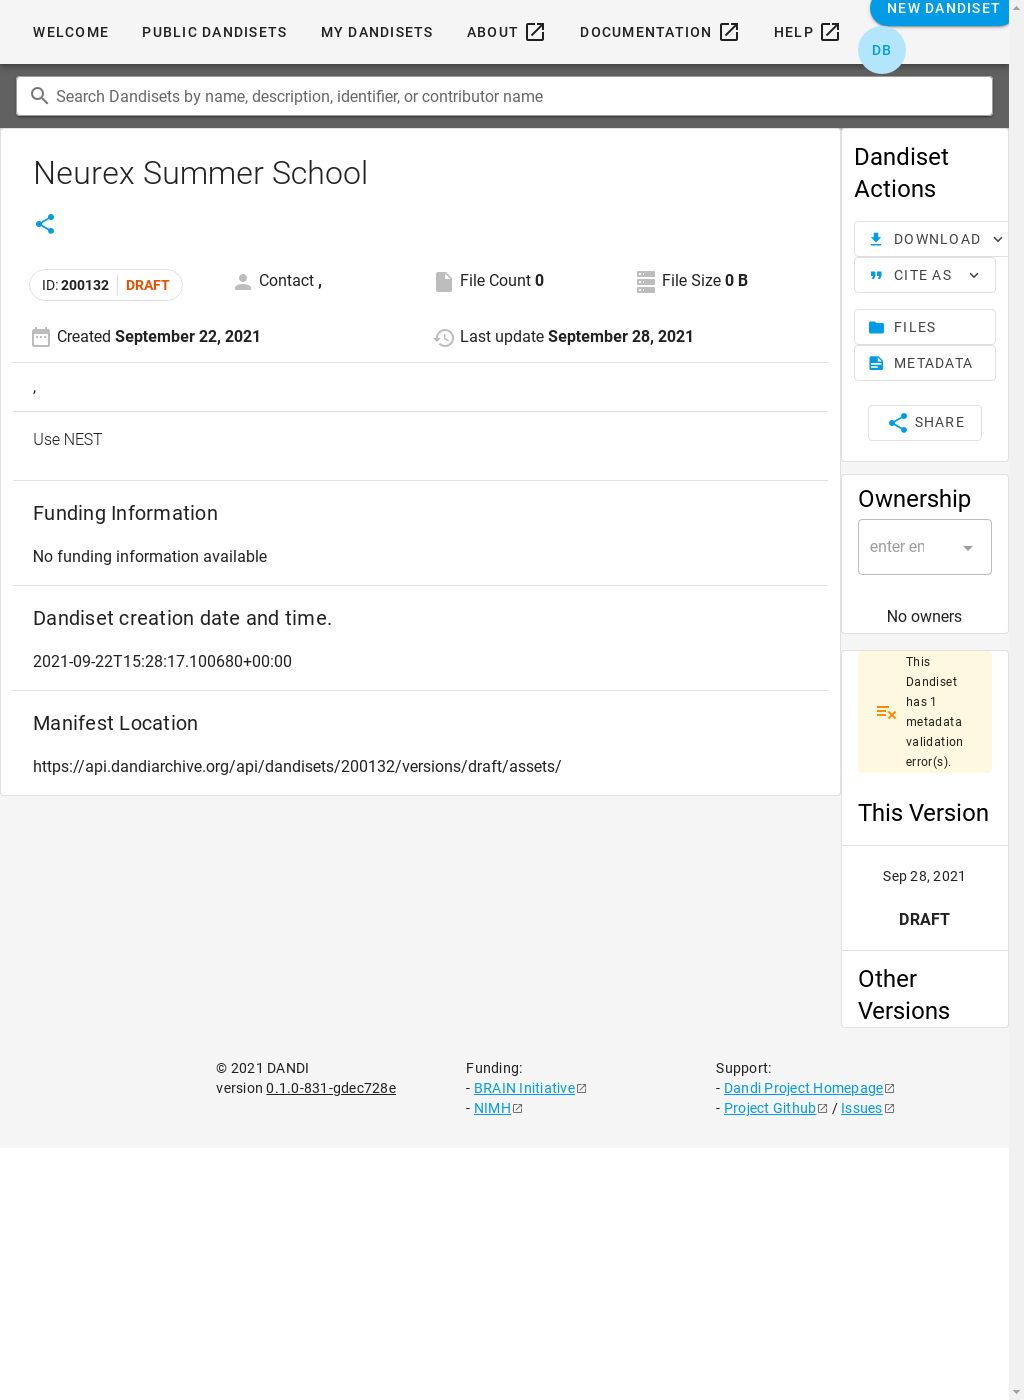 WELCOME
PUBLIC DANDISETS
MY DANDISETS
ABOUT
DOCUMENTATION
HELP
NEW DANDISET
DB
Search Dandisets by name, description, identifier, or contributor name
Neurex Summer School
ID: 200132 DRAFT
Contact ,
File Count 0
File Size 0 B
Created September 22, 2021
Last update September 28, 2021
,
Use NEST
Funding Information
No funding information available
Dandiset creation date and time.
2021-09-22T15:28:17.100680+00:00
Manifest Location
https://api.dandiarchive.org/api/dandisets/200132/versions/draft/assets/
Dandiset
Actions
DOWNLOAD
CITE AS
FILES
METADATA
SHARE
Ownership
enter en
No owners
This
Dandiset
has 1
metadata
validation
error(s).
This Version
Sep 28, 2021
DRAFT
Other
Versions
© 2021 DANDI
version 0.1.0-831-gdec728e
Funding:
- BRAIN Initiative
- NIMH
Support:
- Dandi Project Homepage
- Project Github / Issues